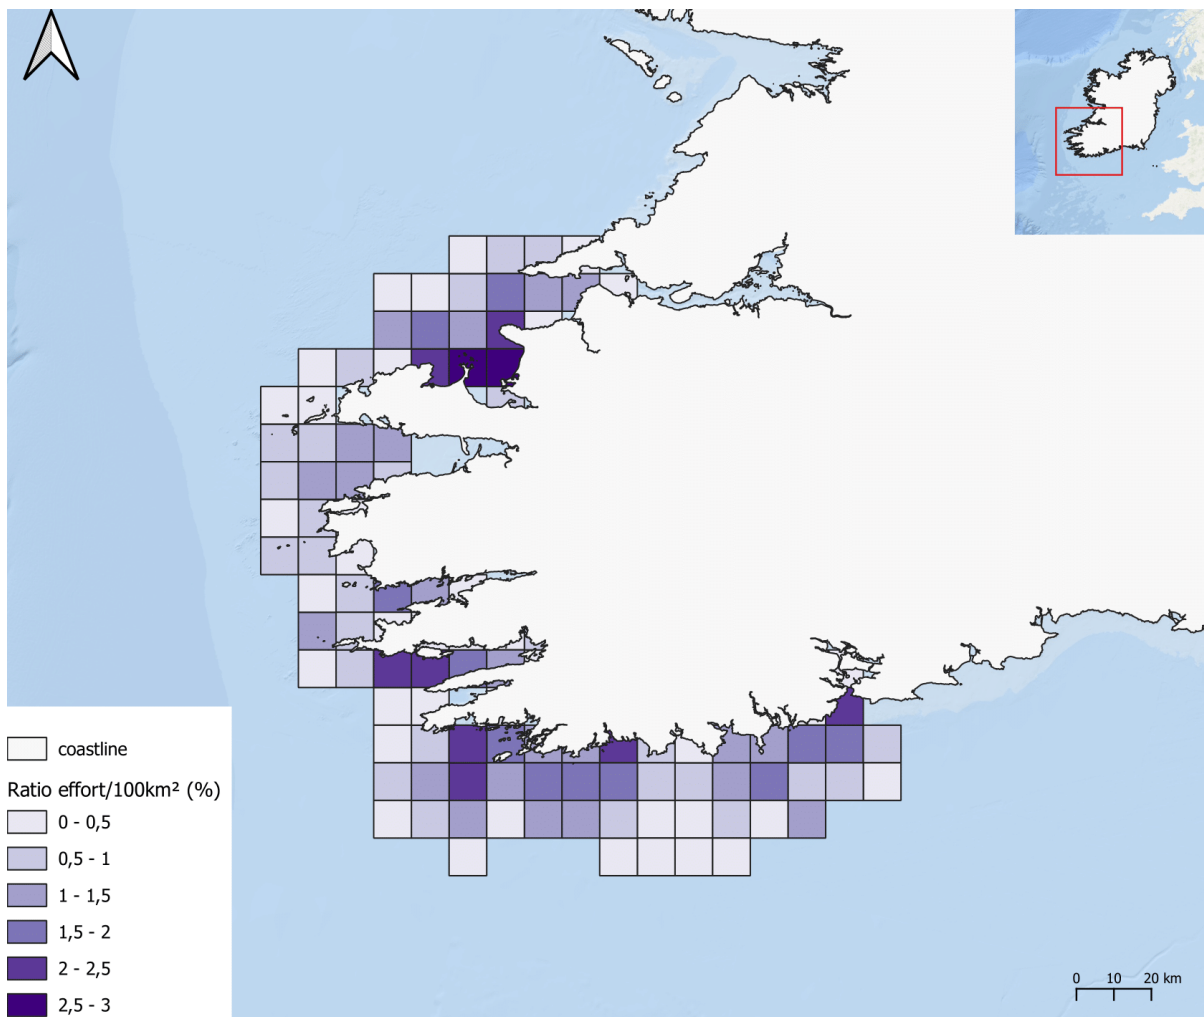 coastline
Ratio effort/100km² (%)
0 - 0,5
0,5 - 1
1 - 1,5
1,5 - 2
2 - 2,5
2,5 - 3
0 10 20 km